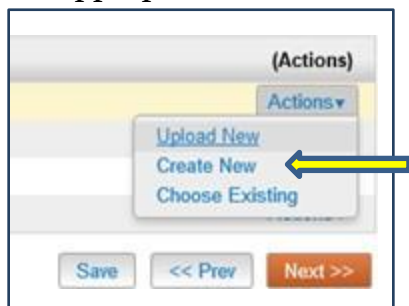 (Actions)
Actions▾
Upload New
Create New
Choose Existing
Save << Prev Next >>